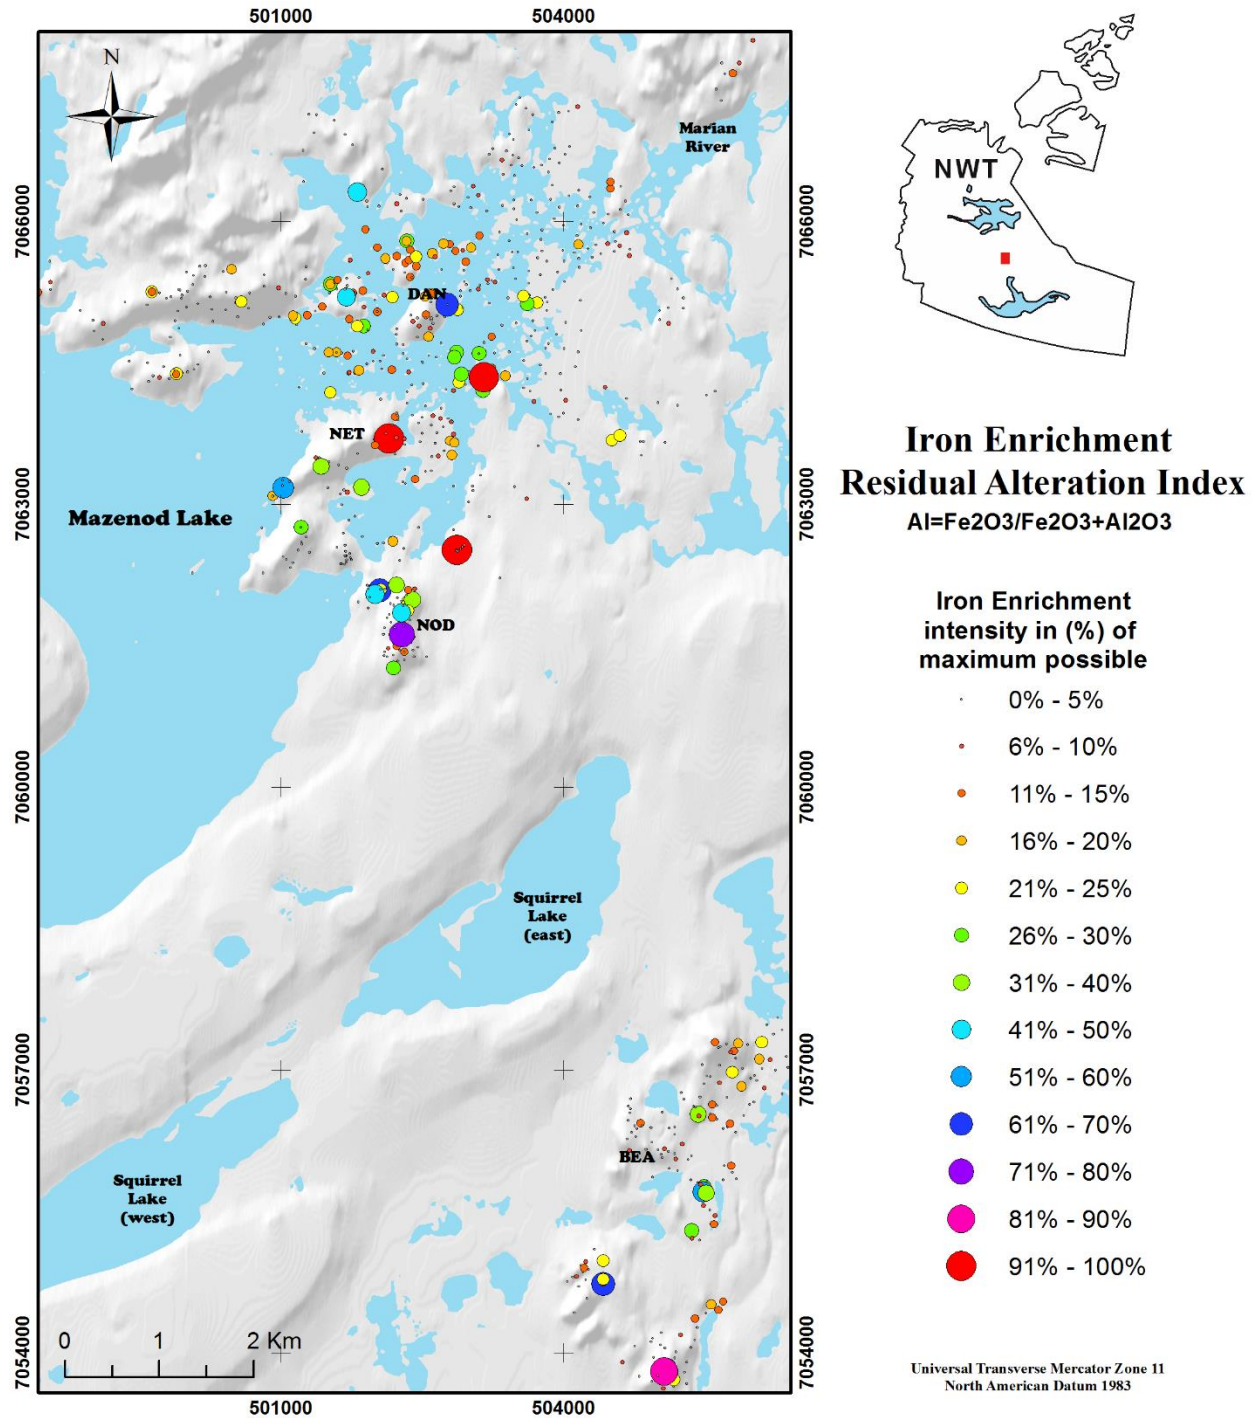 501000
504000
N
Marian
River
7066000
7066000
DAN
NET
7063000
7063000
Mazenod Lake
NOD
7060000
7060000
Squirrel
Lake
(east)
7057000
7057000
BEA
Squirrel
Lake
(west)
7054000
7054000
0 1 2 Km
501000
504000
NWT
Iron Enrichment
Residual Alteration Index
AI=Fe2O3/Fe2O3+Al2O3
Iron Enrichment
intensity in (%) of
maximum possible
0% - 5%
6% - 10%
11% - 15%
16% - 20%
21% - 25%
26% - 30%
31% - 40%
41% - 50%
51% - 60%
61% - 70%
71% - 80%
81% - 90%
91% - 100%
Universal Transverse Mercator Zone 11
North American Datum 1983